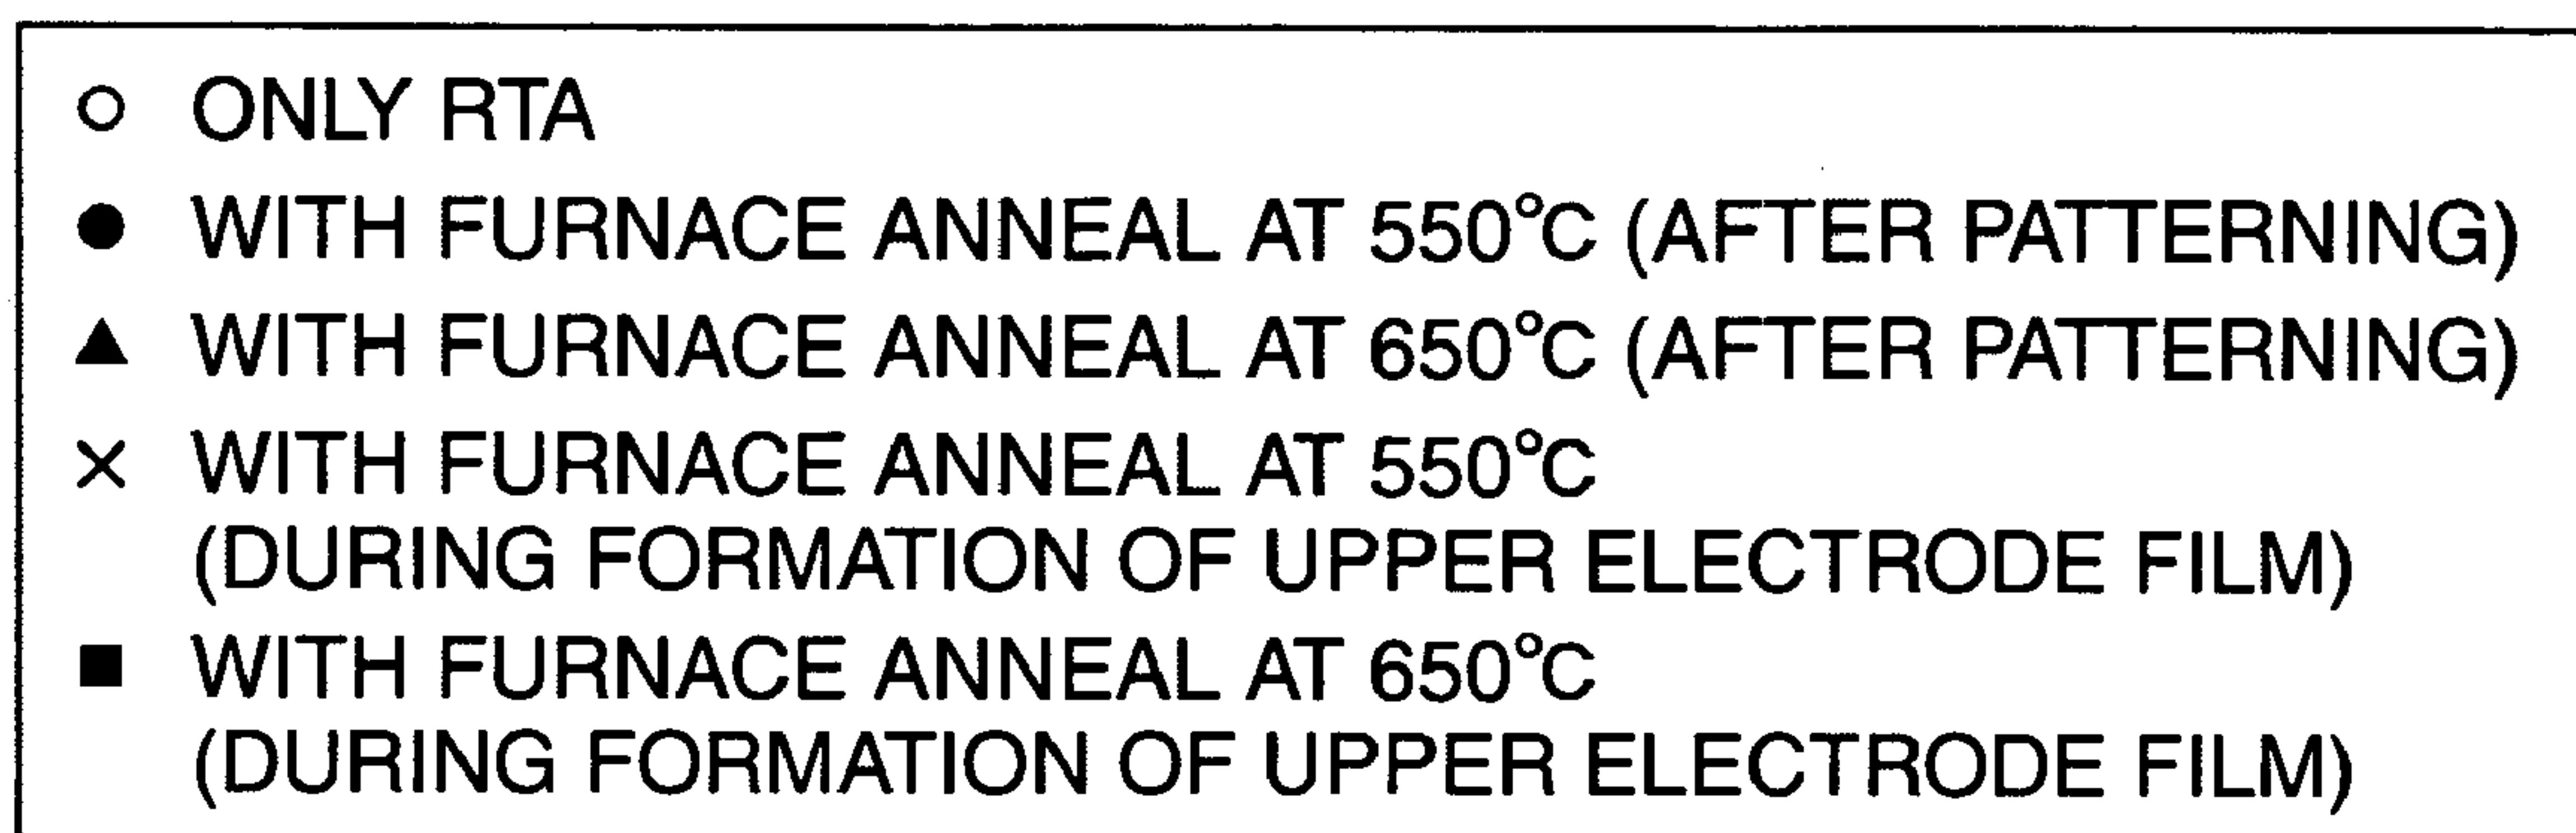 ○ ONLY RTA
● WITH FURNACE ANNEAL AT 550°C (AFTER PATTERNING)
▲ WITH FURNACE ANNEAL AT 650°C (AFTER PATTERNING)
× WITH FURNACE ANNEAL AT 550°C
(DURING FORMATION OF UPPER ELECTRODE FILM)
■ WITH FURNACE ANNEAL AT 650°C
(DURING FORMATION OF UPPER ELECTRODE FILM)